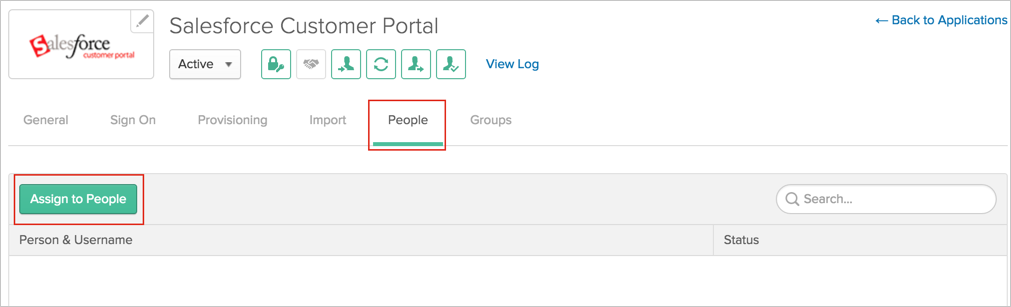 Salesforce
customer portal
Salesforce Customer Portal
← Back to Applications
Active
View Log
General
Sign On
Provisioning
Import
People
Groups
Assign to People
Search...
Person & Username
Status